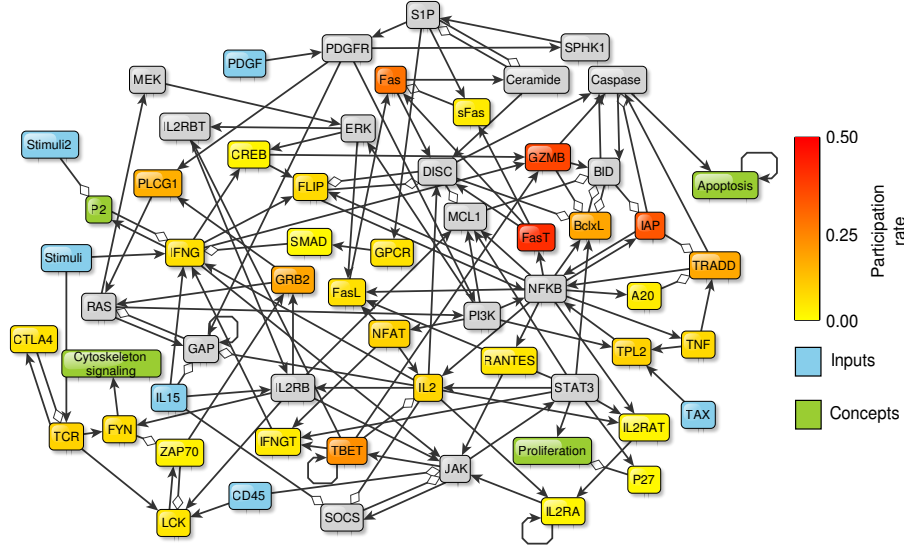 S1P
PDGFR
SPHK1
PDGF
MEK
Fas
Ceramide
Caspase
sFas
IL2RBT
ERK
Stimuli2
CREB
GZMB
DISC
BID
PLCG1
FLIP
Apoptosis
P2
MCL1
BclxL
IAP
SMAD
FasT
IFNG
GPCR
Stimuli
TRADD
GRB2
FasL
NFKB
A20
RAS
PI3K
NFAT
CTLA4
GAP
TPL2
TNF
Cytoskeleton
signaling
RANTES
IL15
IL2RB
IL2
STAT3
TAX
TCR
FYN
IL2RAT
ZAP70
IFNGT
TBET
Proliferation
JAK
P27
CD45
LCK
SOCS
IL2RA
0.50
0.25
0.00
Participation
rate
Inputs
Concepts